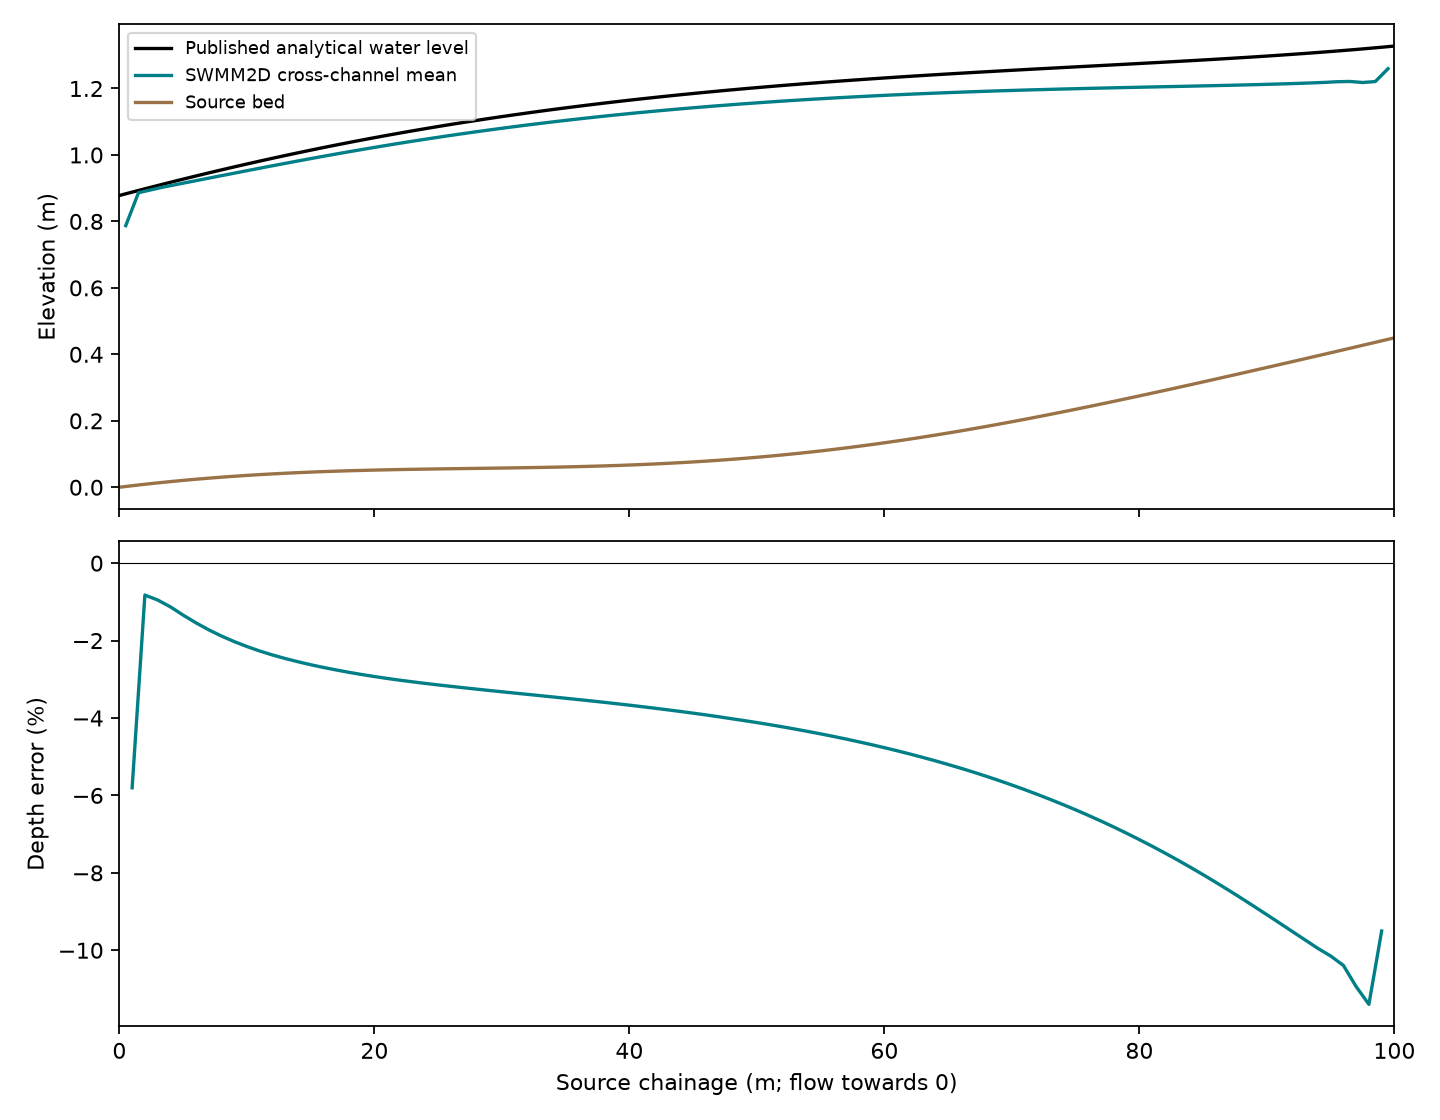 Published analytical water level
SWMM2D cross-channel mean
Source bed
Elevation (m)
1.2
1.0
0.8
0.6
0.4
0.2
0.0
Depth error (%)
0
−2
−4
−6
−8
−10
0 20 40 60 80 100
Source chainage (m; flow towards 0)